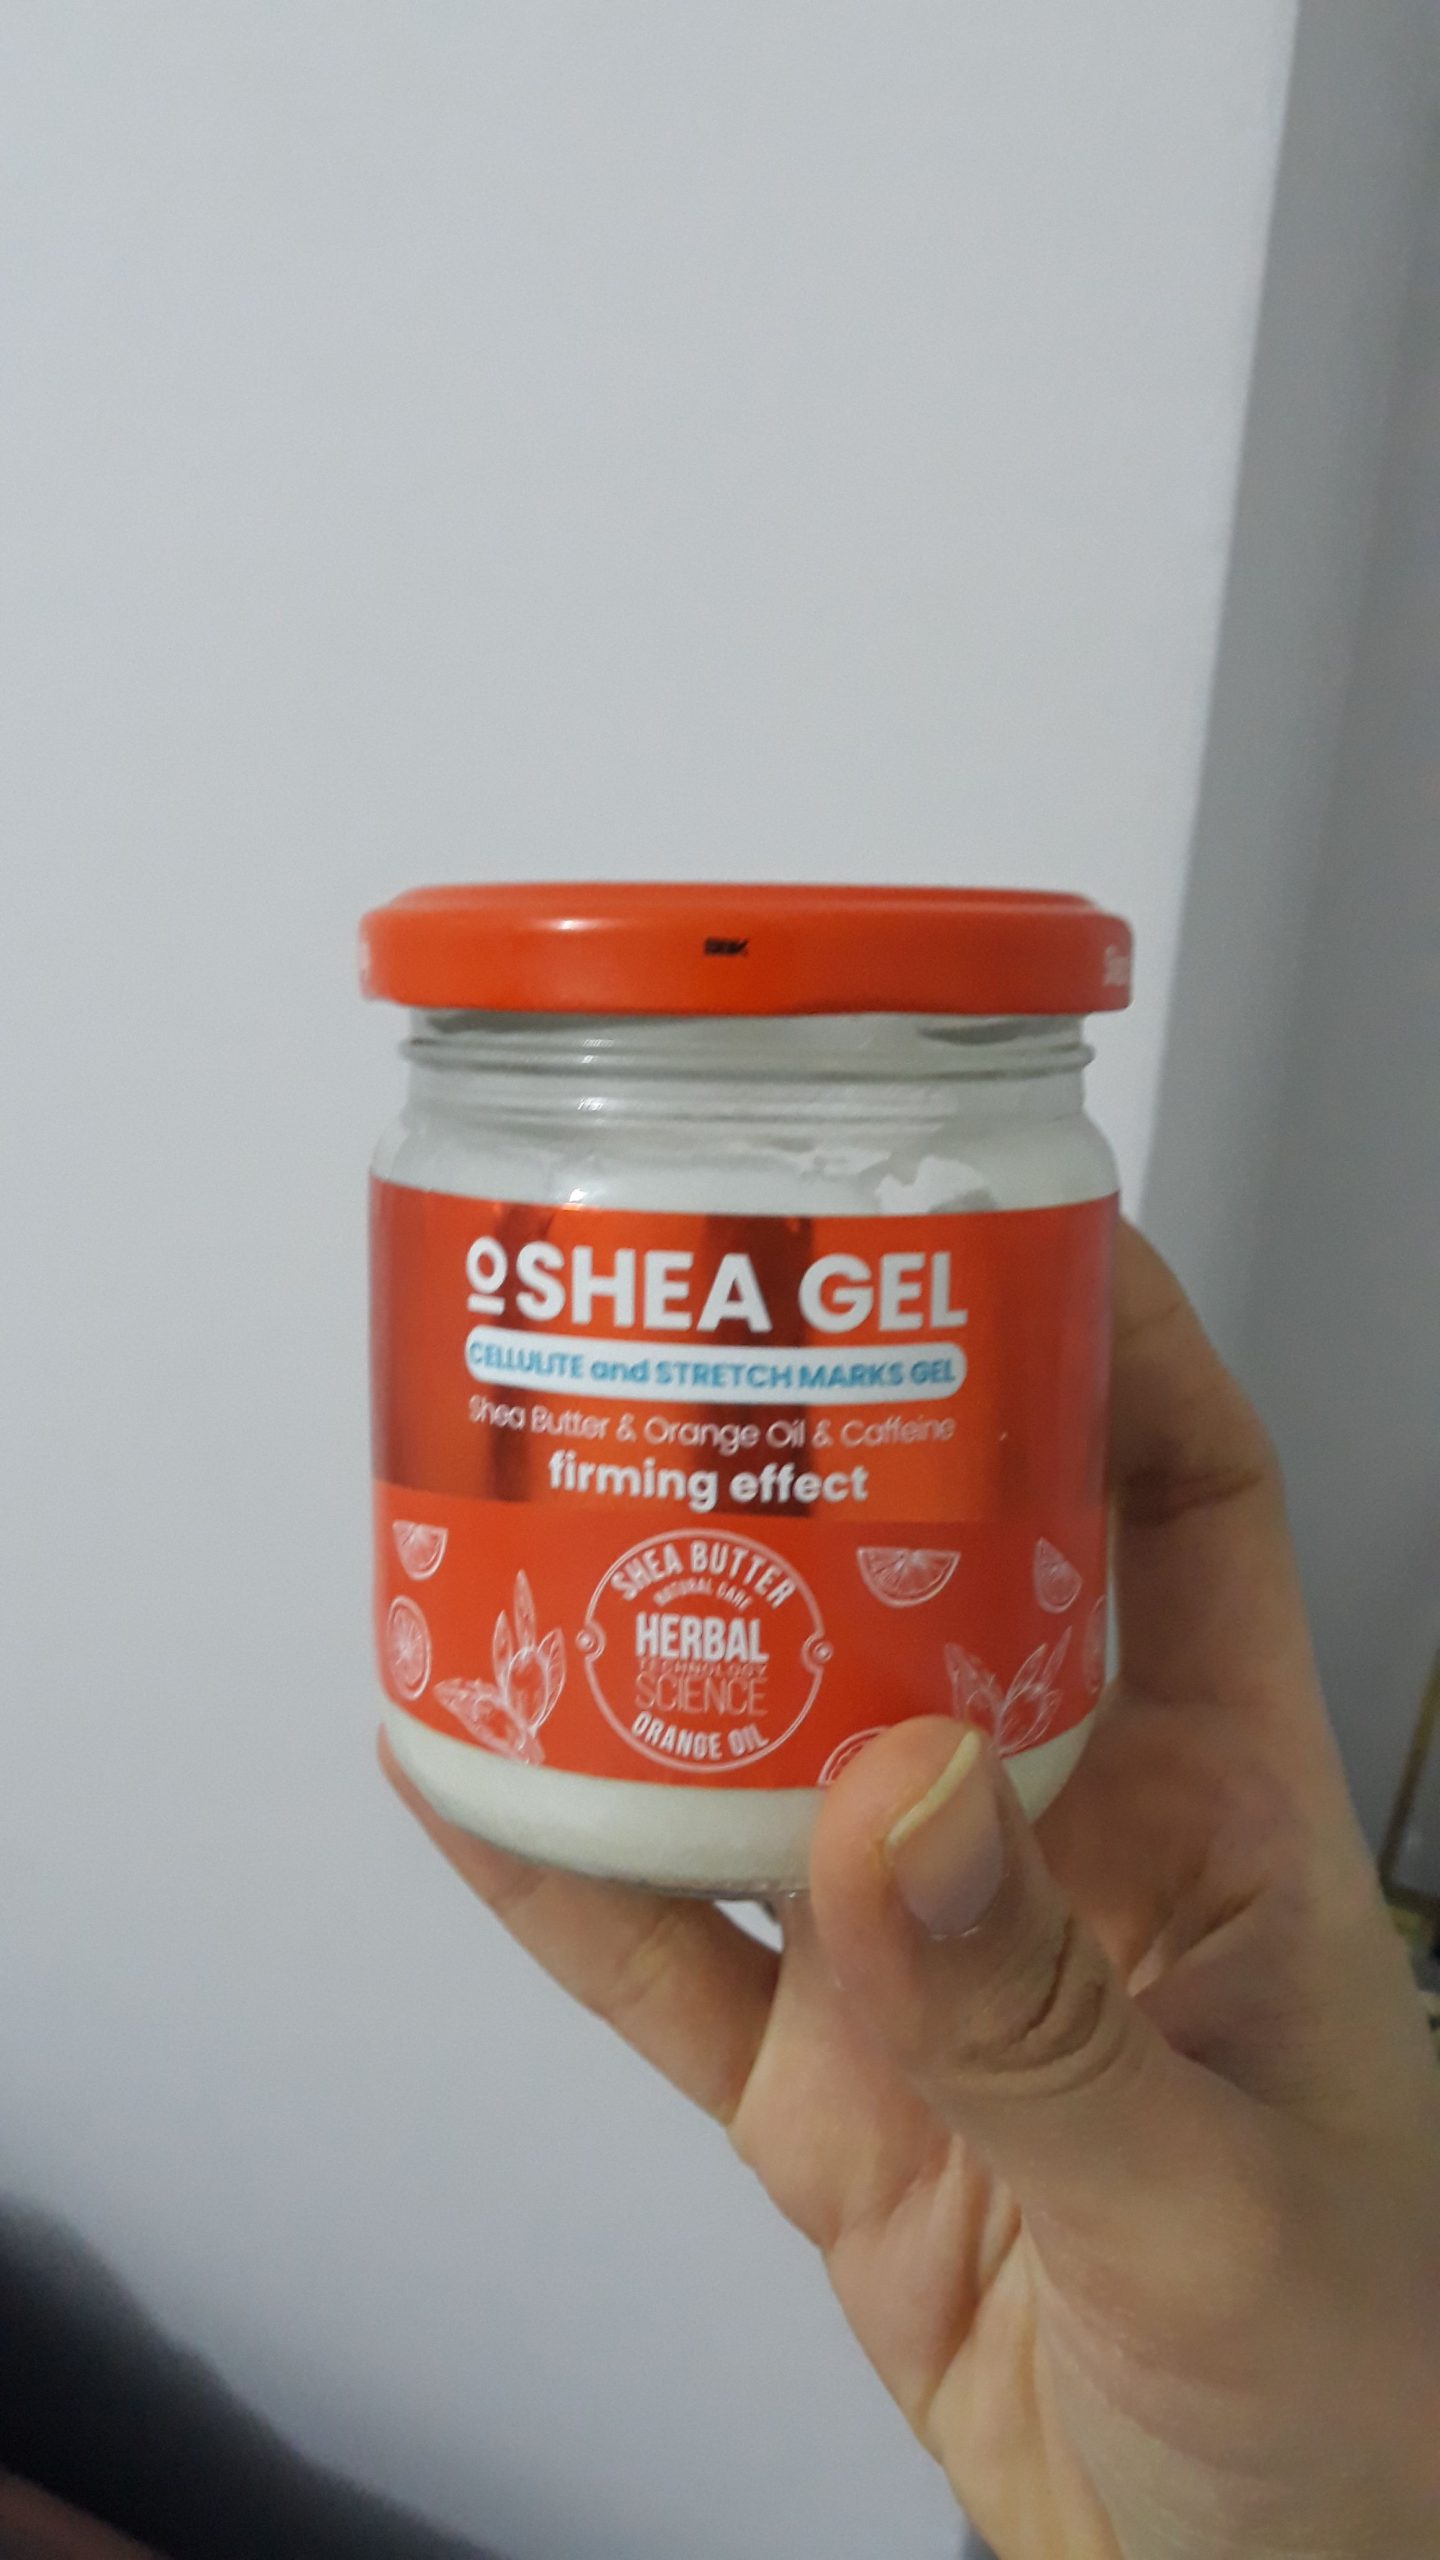 O SHEA GEL
CELLULITE and STRETCH MARKS GEL
Shea Butter & Orange Oil & Caffeine
firming effect
SHEA BUTTER
NATURAL CARE
HERBAL
TECHNOLOGY
SCIENCE
ORANGE OIL